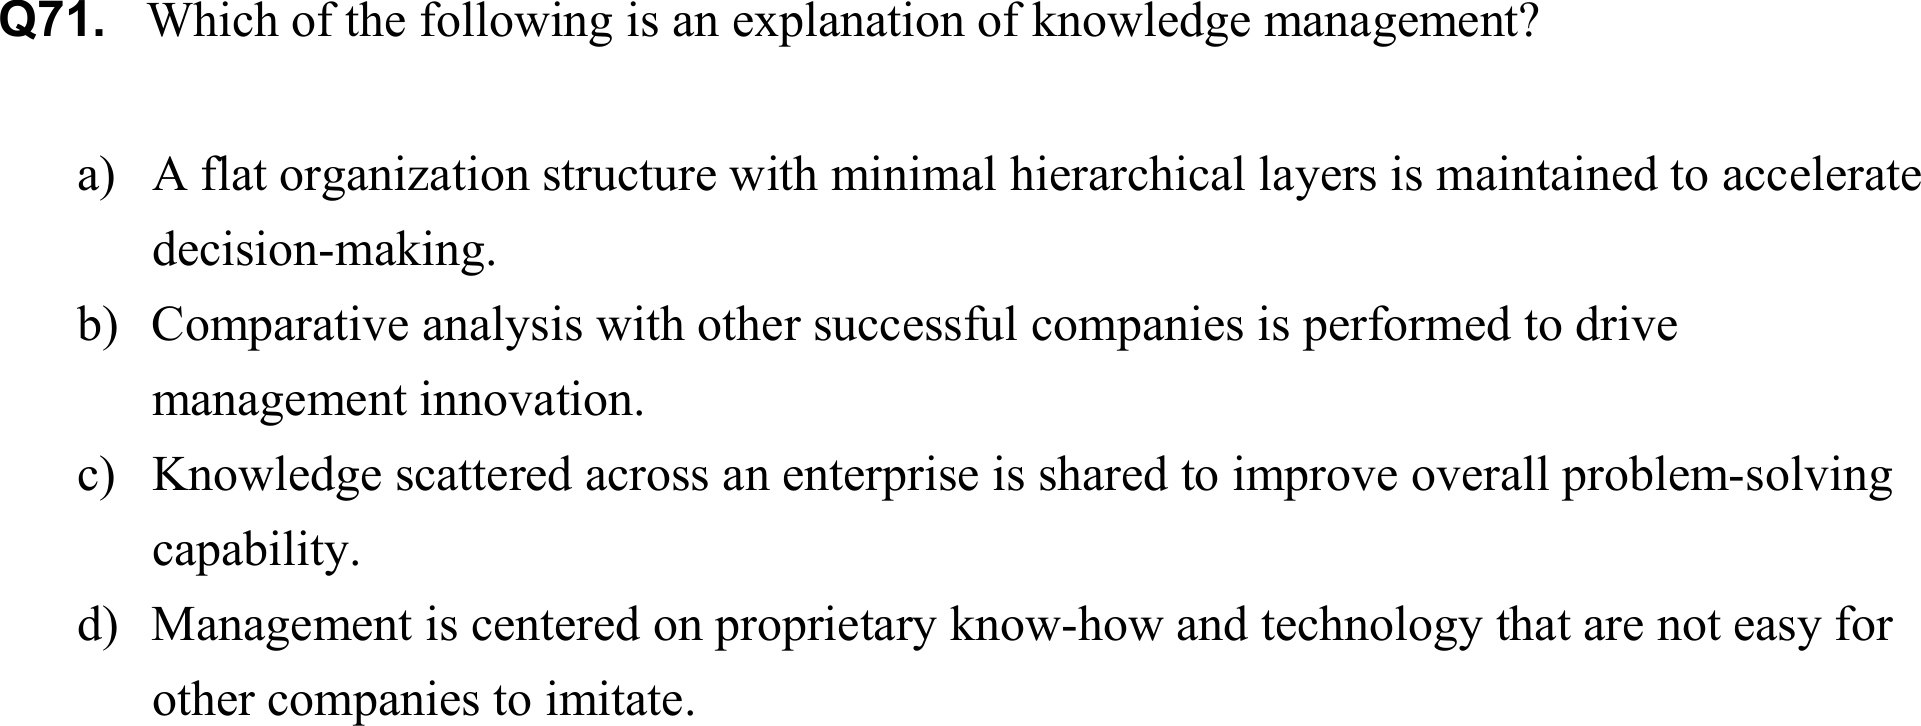 Q71. Which of the following is an explanation of knowledge management?
a) A flat organization structure with minimal hierarchical layers is maintained to accelerate
decision-making.
b) Comparative analysis with other successful companies is performed to drive
management innovation.
c) Knowledge scattered across an enterprise is shared to improve overall problem-solving
capability.
d) Management is centered on proprietary know-how and technology that are not easy for
other companies to imitate.